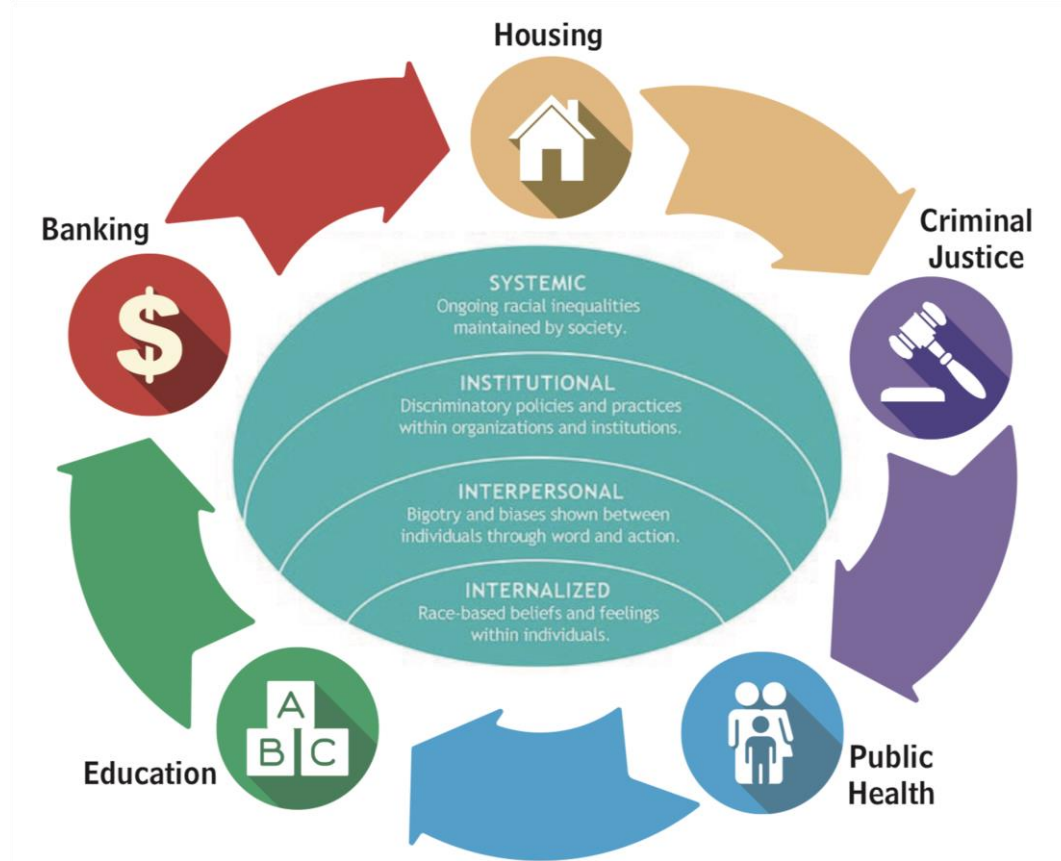 Housing
Banking
Criminal
Justice
$
SYSTEMIC
Ongoing racial inequalities
maintained by society.
INSTITUTIONAL
Discriminatory policies and practices
within organizations and institutions.
INTERPERSONAL
Bigotry and biases shown between
individuals through word and action.
INTERNALIZED
Race-based beliefs and feelings
within individuals.
A
B C
Education
Public
Health